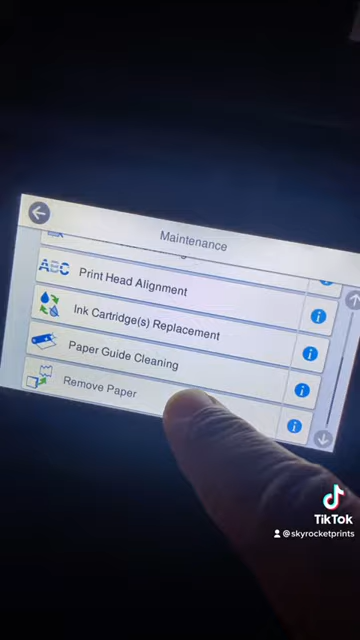 Maintenance
ABC
Print Head Alignment
Ink Cartridge(s) Replacement
Paper Guide Cleaning
Remove Paper
TikTok
@skyrocketprints